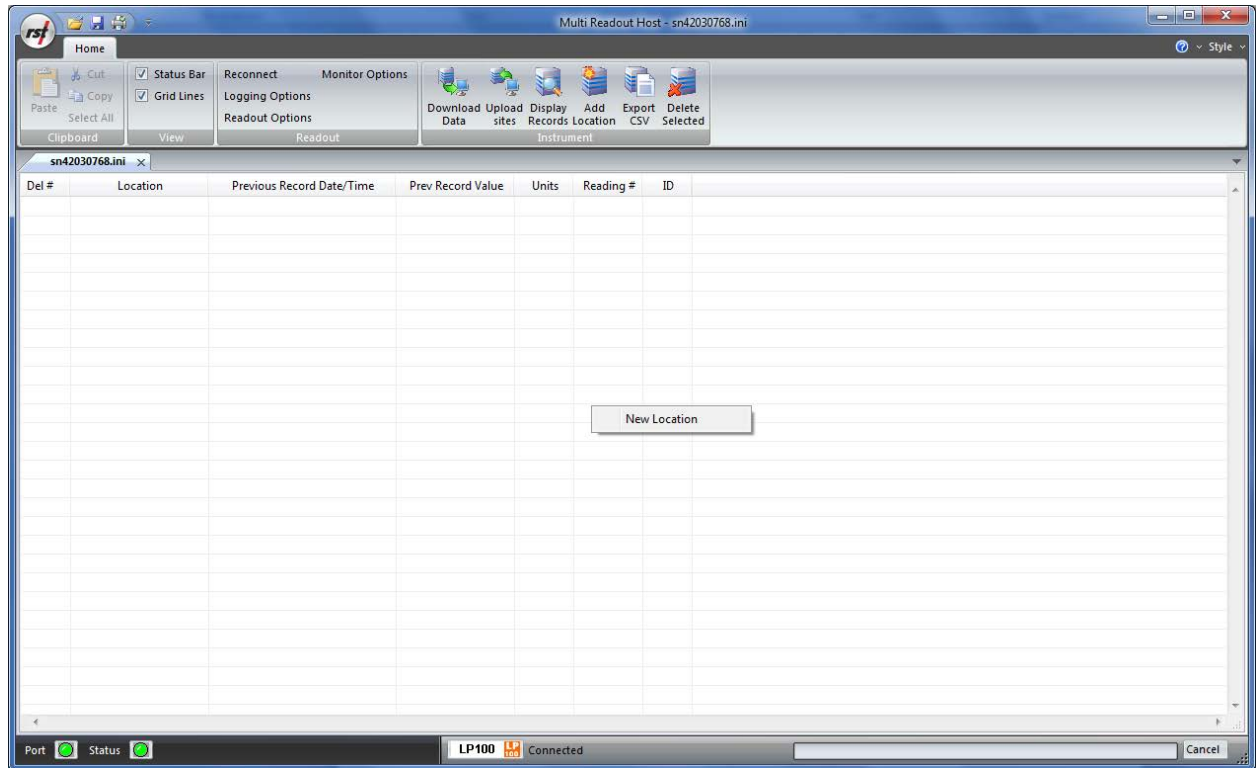 Multi Readout Host - sn42030768.ini
rst
Home
Style
Cut
Copy
Paste
Select All
Clipboard
Status Bar
Grid Lines
View
Reconnect Monitor Options
Logging Options
Readout Options
Readout
Download Data
Upload sites
Display Records
Add Location
Export CSV
Delete Selected
Instrument
sn42030768.ini
Del # Location Previous Record Date/Time Prev Record Value Units Reading # ID
New Location
Port Status LP100 LP 100 Connected Cancel